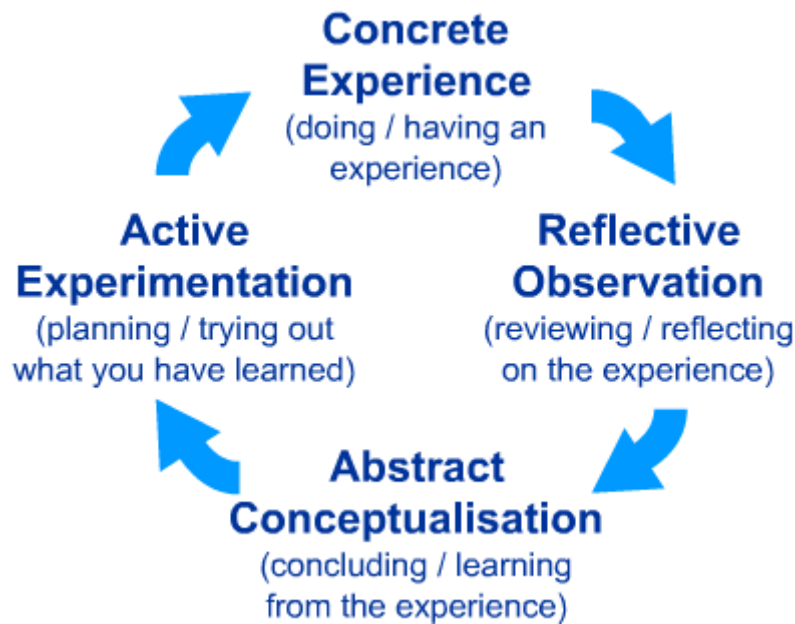 Concrete
Experience
(doing / having an
experience)
Active
Experimentation
(planning / trying out
what you have learned)
Reflective
Observation
(reviewing / reflecting
on the experience)
Abstract
Conceptualisation
(concluding / learning
from the experience)